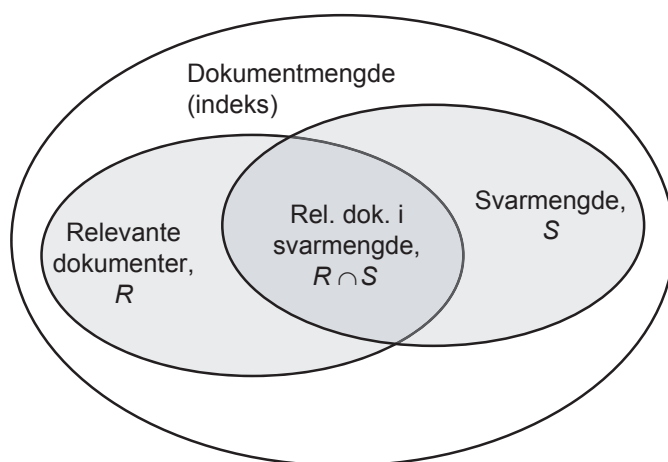 Dokumentmengde
(indeks)
Relevante
dokumenter,
R
Rel. dok. i
svarmengde,
R ∩ S
Svarmengde,
S